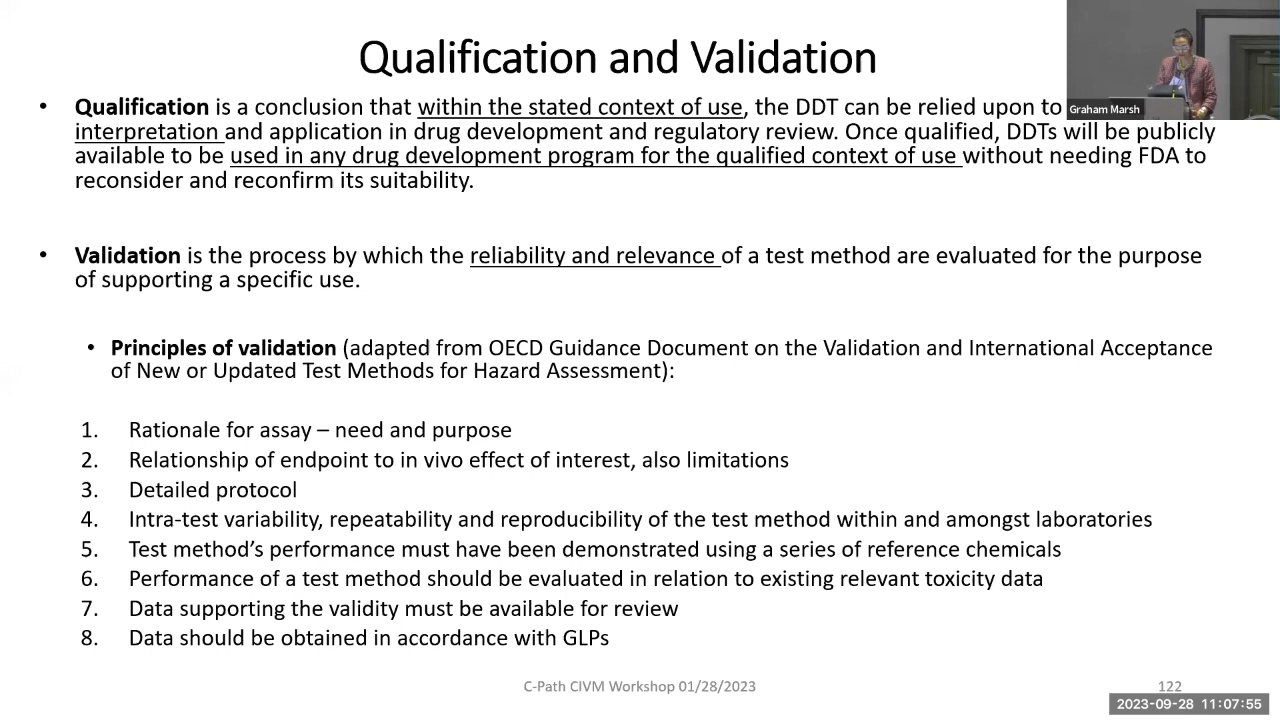 Qualification and Validation
Graham Marsh
• Qualification is a conclusion that within the stated context of use, the DDT can be relied upon to
interpretation and application in drug development and regulatory review. Once qualified, DDTs will be publicly
available to be used in any drug development program for the qualified context of use without needing FDA to
reconsider and reconfirm its suitability.
• Validation is the process by which the reliability and relevance of a test method are evaluated for the purpose
of supporting a specific use.
• Principles of validation (adapted from OECD Guidance Document on the Validation and International Acceptance
of New or Updated Test Methods for Hazard Assessment):
1. Rationale for assay – need and purpose
2. Relationship of endpoint to in vivo effect of interest, also limitations
3. Detailed protocol
4. Intra-test variability, repeatability and reproducibility of the test method within and amongst laboratories
5. Test method's performance must have been demonstrated using a series of reference chemicals
6. Performance of a test method should be evaluated in relation to existing relevant toxicity data
7. Data supporting the validity must be available for review
8. Data should be obtained in accordance with GLPs
C-Path CIVM Workshop 01/28/2023
122
2023-09-28 11:07:55